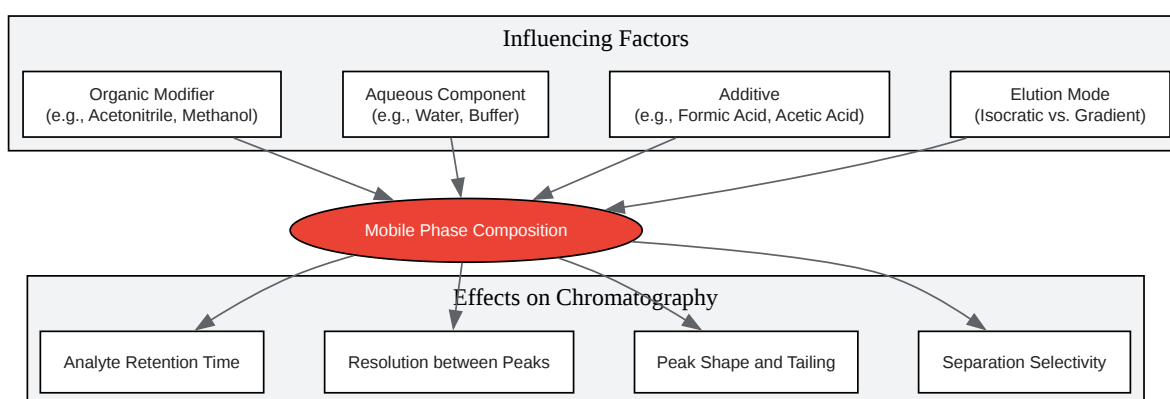 Influencing Factors
Organic Modifier
(e.g., Acetonitrile, Methanol)
Aqueous Component
(e.g., Water, Buffer)
Additive
(e.g., Formic Acid, Acetic Acid)
Elution Mode
(Isocratic vs. Gradient)
Mobile Phase Composition
Effects on Chromatography
Analyte Retention Time
Resolution between Peaks
Peak Shape and Tailing
Separation Selectivity